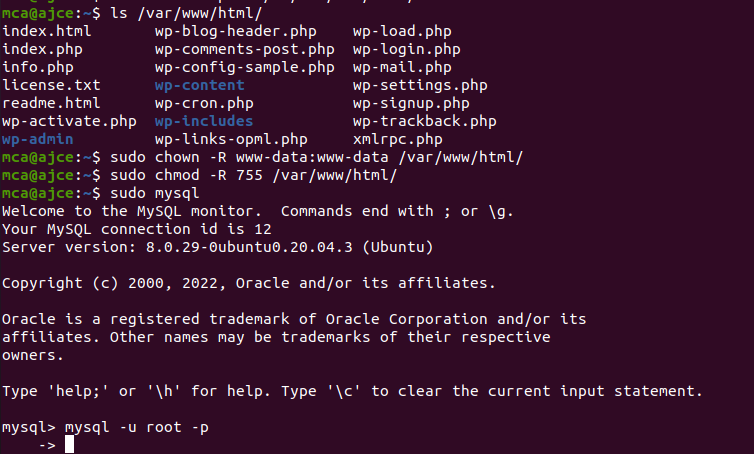 mca@ajce:~$ ls /var/www/html/
index.html       wp-blog-header.php    wp-load.php
index.php        wp-comments-post.php  wp-login.php
info.php         wp-config-sample.php  wp-mail.php
license.txt      wp-content            wp-settings.php
readme.html      wp-cron.php           wp-signup.php
wp-activate.php  wp-includes           wp-trackback.php
wp-admin         wp-links-opml.php     xmlrpc.php
mca@ajce:~$ sudo chown -R www-data:www-data /var/www/html/
mca@ajce:~$ sudo chmod -R 755 /var/www/html/
mca@ajce:~$ sudo mysql
Welcome to the MySQL monitor.  Commands end with ; or \g.
Your MySQL connection id is 12
Server version: 8.0.29-0ubuntu0.20.04.3 (Ubuntu)

Copyright (c) 2000, 2022, Oracle and/or its affiliates.

Oracle is a registered trademark of Oracle Corporation and/or its
affiliates. Other names may be trademarks of their respective
owners.

Type 'help;' or '\h' for help. Type '\c' to clear the current input statement.

mysql> mysql -u root -p
    ->